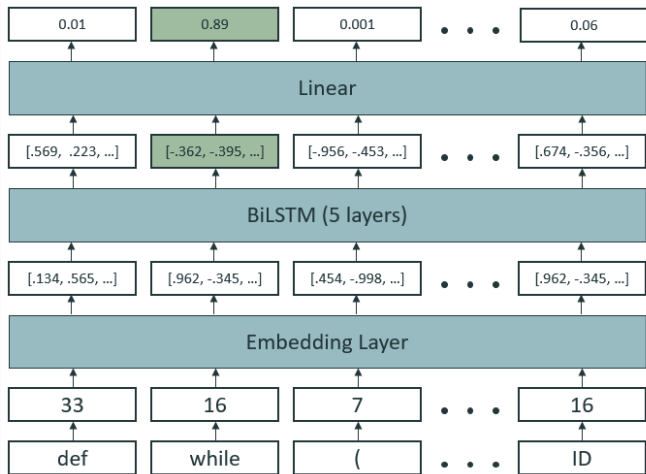 0.01 0.89 0.001 • • • 0.06
Linear
[.569, .223, ...] [-.362, -.395, ...] [-.956, -.453, ...] • • • [.674, -.356, ...]
BiLSTM (5 layers)
[.134, .565, ...] [.962, -.345, ...] [.454, -.998, ...] • • • [.962, -.345, ...]
Embedding Layer
33 16 7 • • • 16
def while ( • • • ID